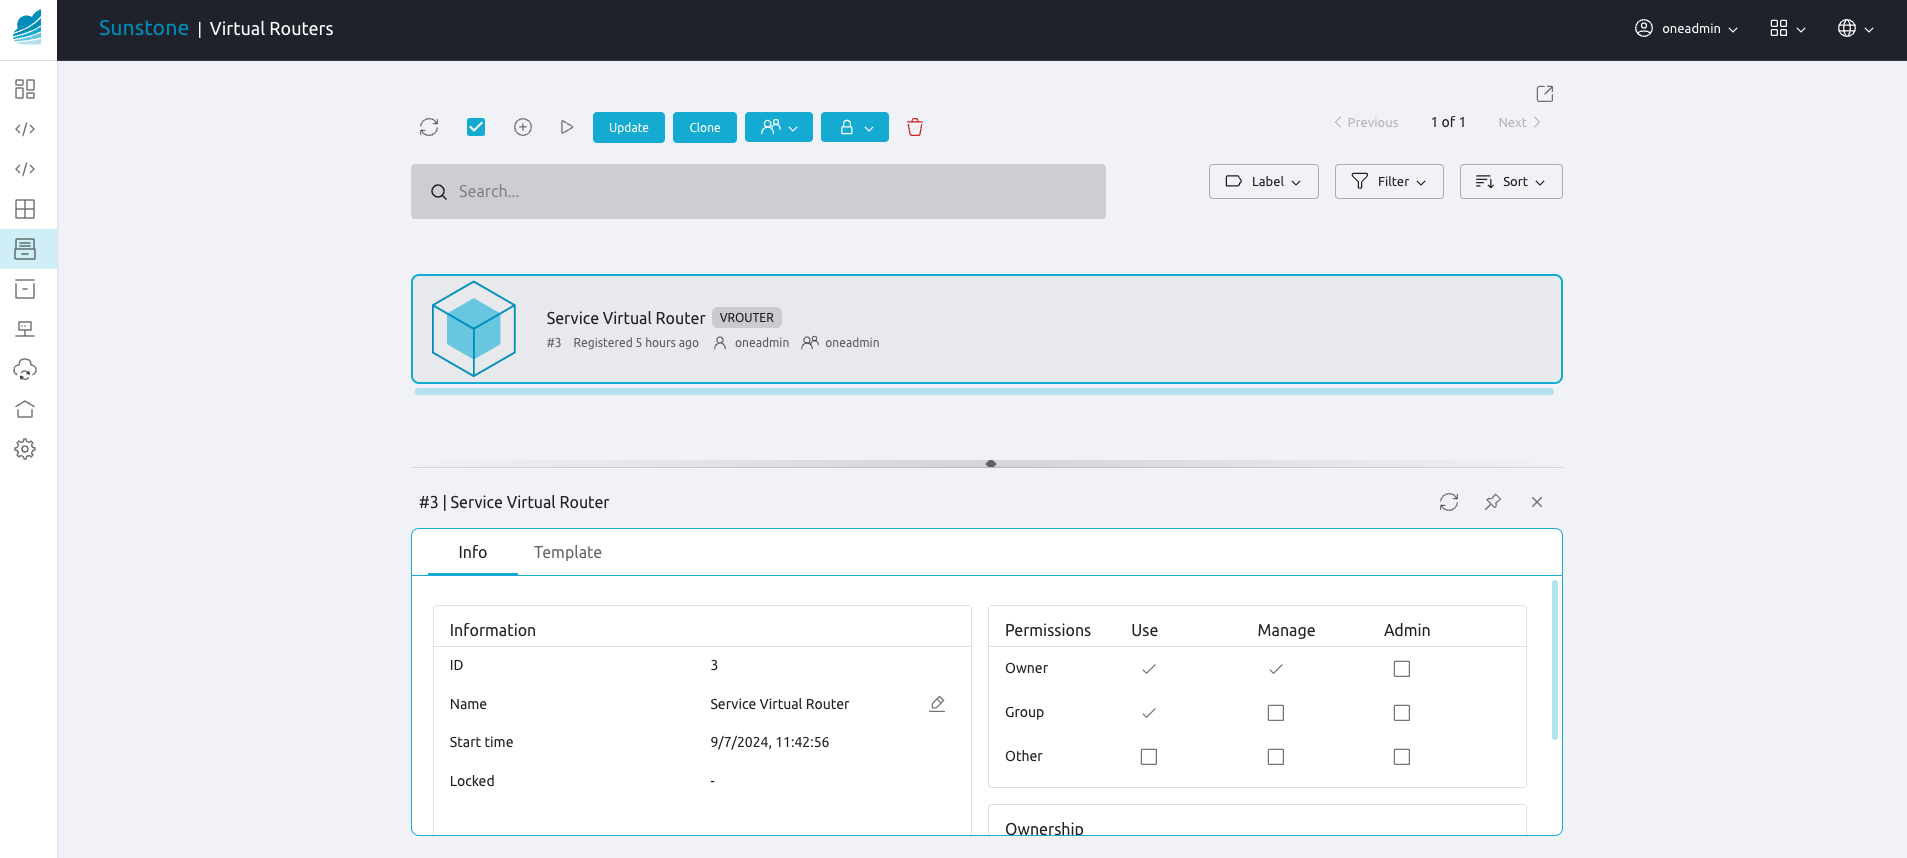 Sunstone | Virtual Routers
oneadmin
Update
Clone
Previous
1 of 1
Next
Search...
Label
Filter
Sort
Service Virtual Router VROUTER
#3 Registered 5 hours ago oneadmin oneadmin
#3 | Service Virtual Router
Info
Template
Information
ID 3
Name Service Virtual Router
Start time 9/7/2024, 11:42:56
Locked -
Permissions Use Manage Admin
Owner
Group
Other
Ownership